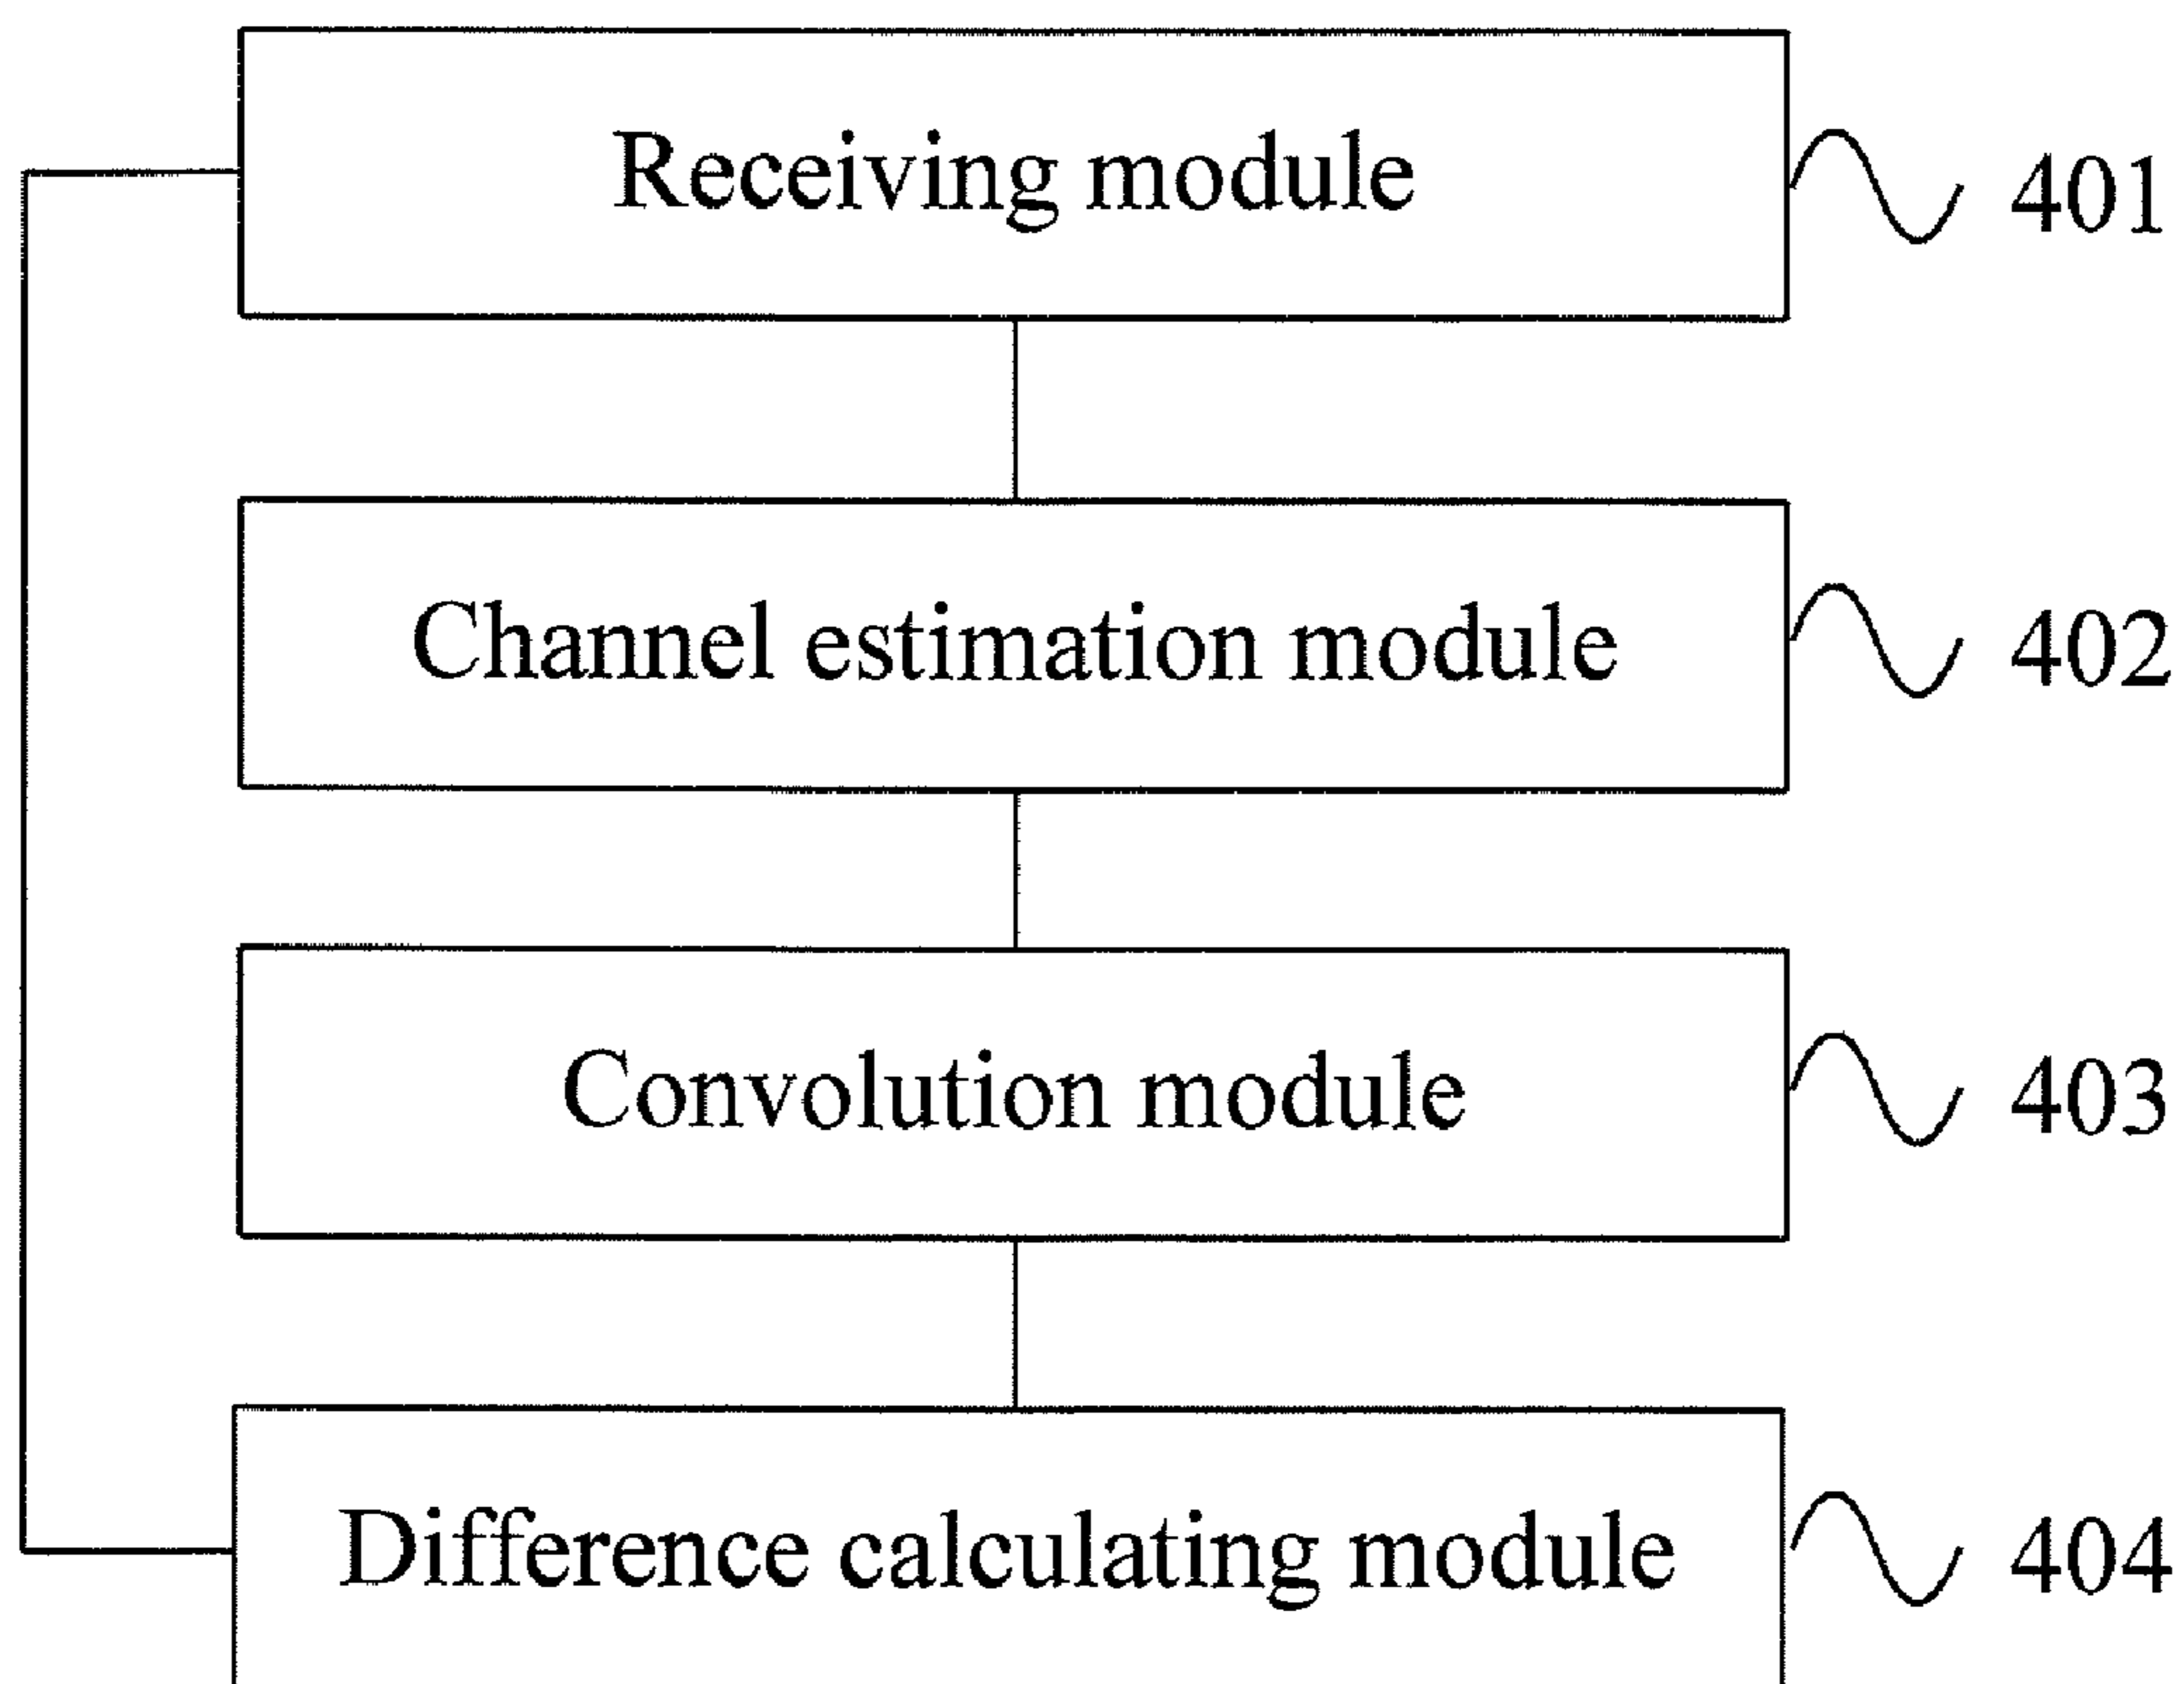 Receiving module 401
Channel estimation module 402
Convolution module 403
Difference calculating module 404